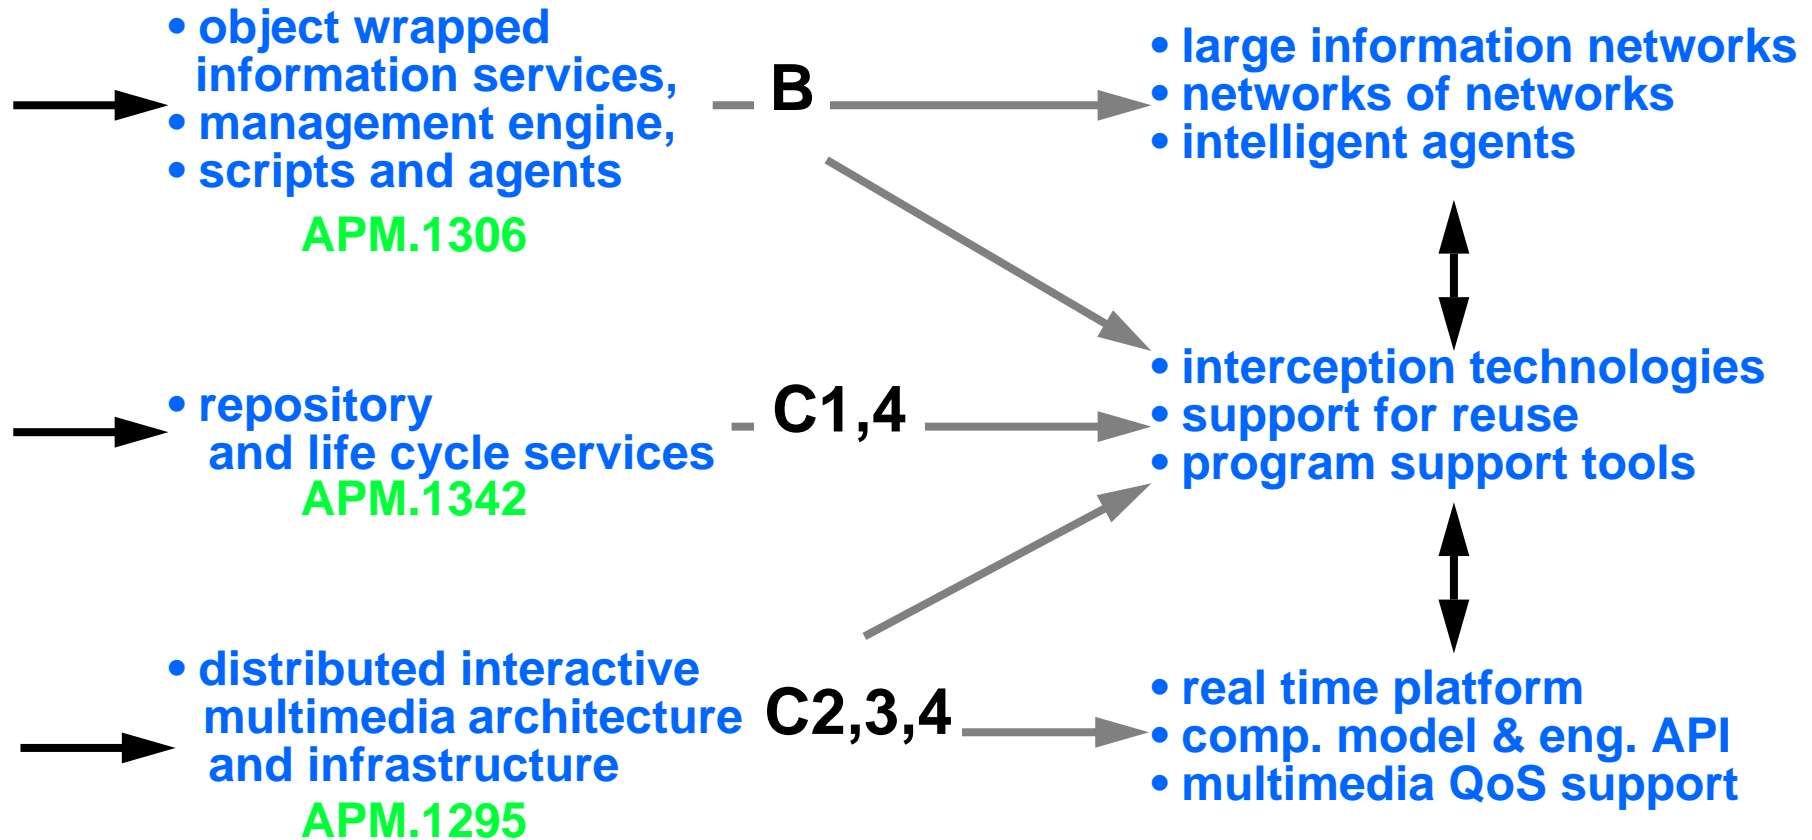 • object wrapped
information services,
• management engine,
• scripts and agents
APM.1306
B
• large information networks
• networks of networks
• intelligent agents
• repository
and life cycle services
APM.1342
C1,4
• interception technologies
• support for reuse
• program support tools
• distributed interactive
multimedia architecture
and infrastructure
APM.1295
C2,3,4
• real time platform
• comp. model & eng. API
• multimedia QoS support